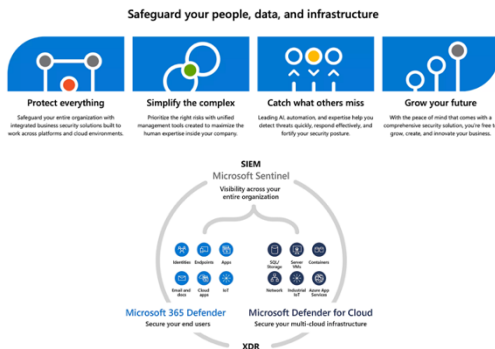 Safeguard your people, data, and infrastructure
Protect everything
Safeguard your entire organization with
integrated business security solutions built to
work across platforms and cloud environments.
Simplify the complex
Prioritize the right risks with unified
management tools created to maximize the
human expertise inside your company.
Catch what others miss
Leading AI, automation, and expertise help you
detect threats quickly, respond effectively, and
fortify your security posture.
Grow your future
With the peace of mind that comes with a
comprehensive security solution, you're free to
grow, create, and innovate your business.
SIEM
Microsoft Sentinel
Visibility across your
entire organization
Identities
Endpoints
Apps
Email and
docs
Cloud
apps
IoT
SQL/
Storage
Server
VMs
Containers
Network
Industrial
IoT
Azure App
Services
Microsoft 365 Defender
Secure your end users
Microsoft Defender for Cloud
Secure your multi-cloud infrastructure
XDR